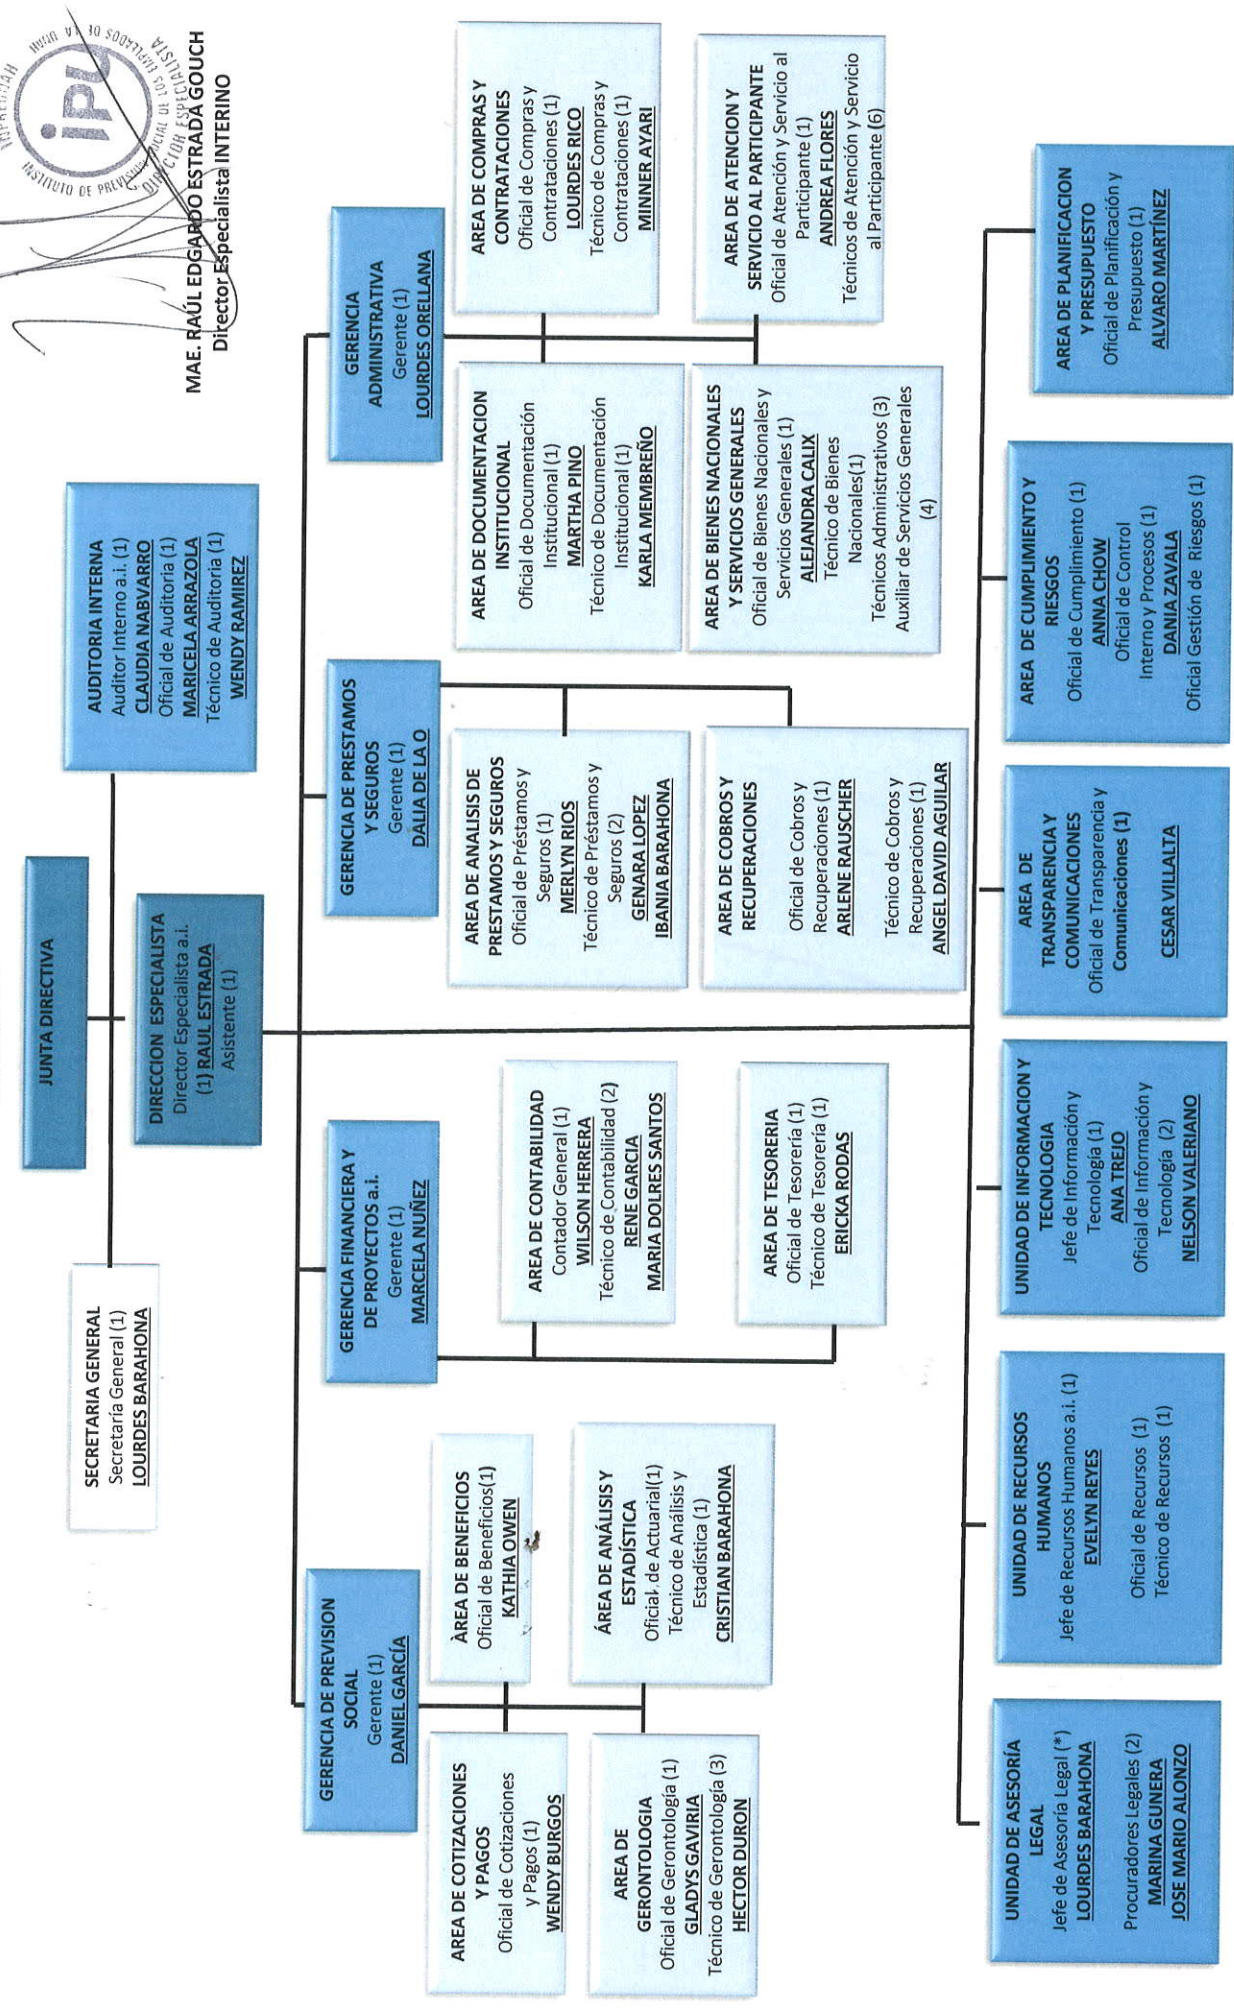 JUNTA DIRECTIVA
SECRETARIA GENERAL
Secretaría General (1)
LOURDES BARAHONA
AUDITORIA INTERNA
Auditor Interno a.i. (1)
CLAUDIA NABVARRO
Oficial de Auditoria (1)
MARICELA ARRAZOLA
Técnico de Auditoria (1)
WENDY RAMIREZ
INSTITUTO DE PREVISION SOCIAL DE LOS EMPLEADOS DE LA UNAH
ipu
DIRECTOR ESPECIALISTA
MAE. RAÚL EDGARDO ESTRADA GOUCH
Director Especialista INTERINO
DIRECCION ESPECIALISTA
Director Especialista a.i.
(1) RAUL ESTRADA
Asistente (1)
GERENCIA DE PREVISION
SOCIAL
Gerente (1)
DANIEL GARCÍA
GERENCIA FINANCIERA Y
DE PROYECTOS a.i.
Gerente (1)
MARCELA NUÑEZ
GERENCIA DE PRESTAMOS
Y SEGUROS
Gerente (1)
DALIA DE LA O
GERENCIA
ADMINISTRATIVA
Gerente (1)
LOURDES ORELLANA
AREA DE COTIZACIONES
Y PAGOS
Oficial de Cotizaciones
y Pagos (1)
WENDY BURGOS
ÀREA DE BENEFICIOS
Oficial de Beneficios(1)
KATHIA OWEN
AREA DE
GERONTOLOGIA
Oficial de Gerontología (1)
GLADYS GAVIRIA
Técnico de Gerontología (3)
HECTOR DURON
ÁREA DE ANÁLISIS Y
ESTADÍSTICA
Oficial, de Actuarial(1)
Técnico de Análisis y
Estadística (1)
CRISTIAN BARAHONA
AREA DE CONTABILIDAD
Contador General (1)
WILSON HERRERA
Técnico de Contabilidad (2)
RENE GARCIA
MARIA DOLRES SANTOS
AREA DE TESORERIA
Oficial de Tesorería (1)
Técnico de Tesorería (1)
ERICKA RODAS
AREA DE ANALISIS DE
PRESTAMOS Y SEGUROS
Oficial de Préstamos y
Seguros (1)
MERLYN RIOS
Técnico de Préstamos y
Seguros (2)
GENARA LOPEZ
IBANIA BARAHONA
AREA DE COBROS Y
RECUPERACIONES
Oficial de Cobros y
Recuperaciones (1)
ARLENE RAUSCHER
Técnico de Cobros y
Recuperaciones (1)
ANGEL DAVID AGUILAR
AREA DE DOCUMENTACION
INSTITUCIONAL
Oficial de Documentación
Institucional (1)
MARTHA PINO
Técnico de Documentación
Institucional (1)
KARLA MEMBREÑO
AREA DE COMPRAS Y
CONTRATACIONES
Oficial de Compras y
Contrataciones (1)
LOURDES RICO
Técnico de Compras y
Contrataciones (1)
MINNER AYARI
AREA DE BIENES NACIONALES
Y SERVICIOS GENERALES
Oficial de Bienes Nacionales y
Servicios Generales (1)
ALEJANDRA CALIX
Técnico de Bienes
Nacionales(1)
Técnicos Administrativos (3)
Auxiliar de Servicios Generales
(4)
AREA DE ATENCION Y
SERVICIO AL PARTICIPANTE
Oficial de Atención y Servicio al
Participante (1)
ANDREA FLORES
Técnicos de Atención y Servicio
al Participante (6)
UNIDAD DE ASESORÍA
LEGAL
Jefe de Asesoría Legal (*)
LOURDES BARAHONA
Procuradores Legales (2)
MARINA GUNERA
JOSE MARIO ALONZO
UNIDAD DE RECURSOS
HUMANOS
Jefe de Recursos Humanos a.i. (1)
EVELYN REYES
Oficial de Recursos (1)
Técnico de Recursos (1)
UNIDAD DE INFORMACION Y
TECNOLOGIA
Jefe de Información y
Tecnología (1)
ANA TREJO
Oficial de Información y
Tecnología (2)
NELSON VALERIANO
AREA DE
TRANSPARENCIA Y
COMUNICACIONES
Oficial de Transparencia y
Comunicaciones (1)
CESAR VILLALTA
AREA DE CUMPLIMIENTO Y
RIESGOS
Oficial de Cumplimiento (1)
ANNA CHOW
Oficial de Control
Interno y Procesos (1)
DANIA ZAVALA
Oficial Gestión de Riesgos (1)
AREA DE PLANIFICACION
Y PRESUPUESTO
Oficial de Planificación y
Presupuesto (1)
ALVARO MARTÍNEZ